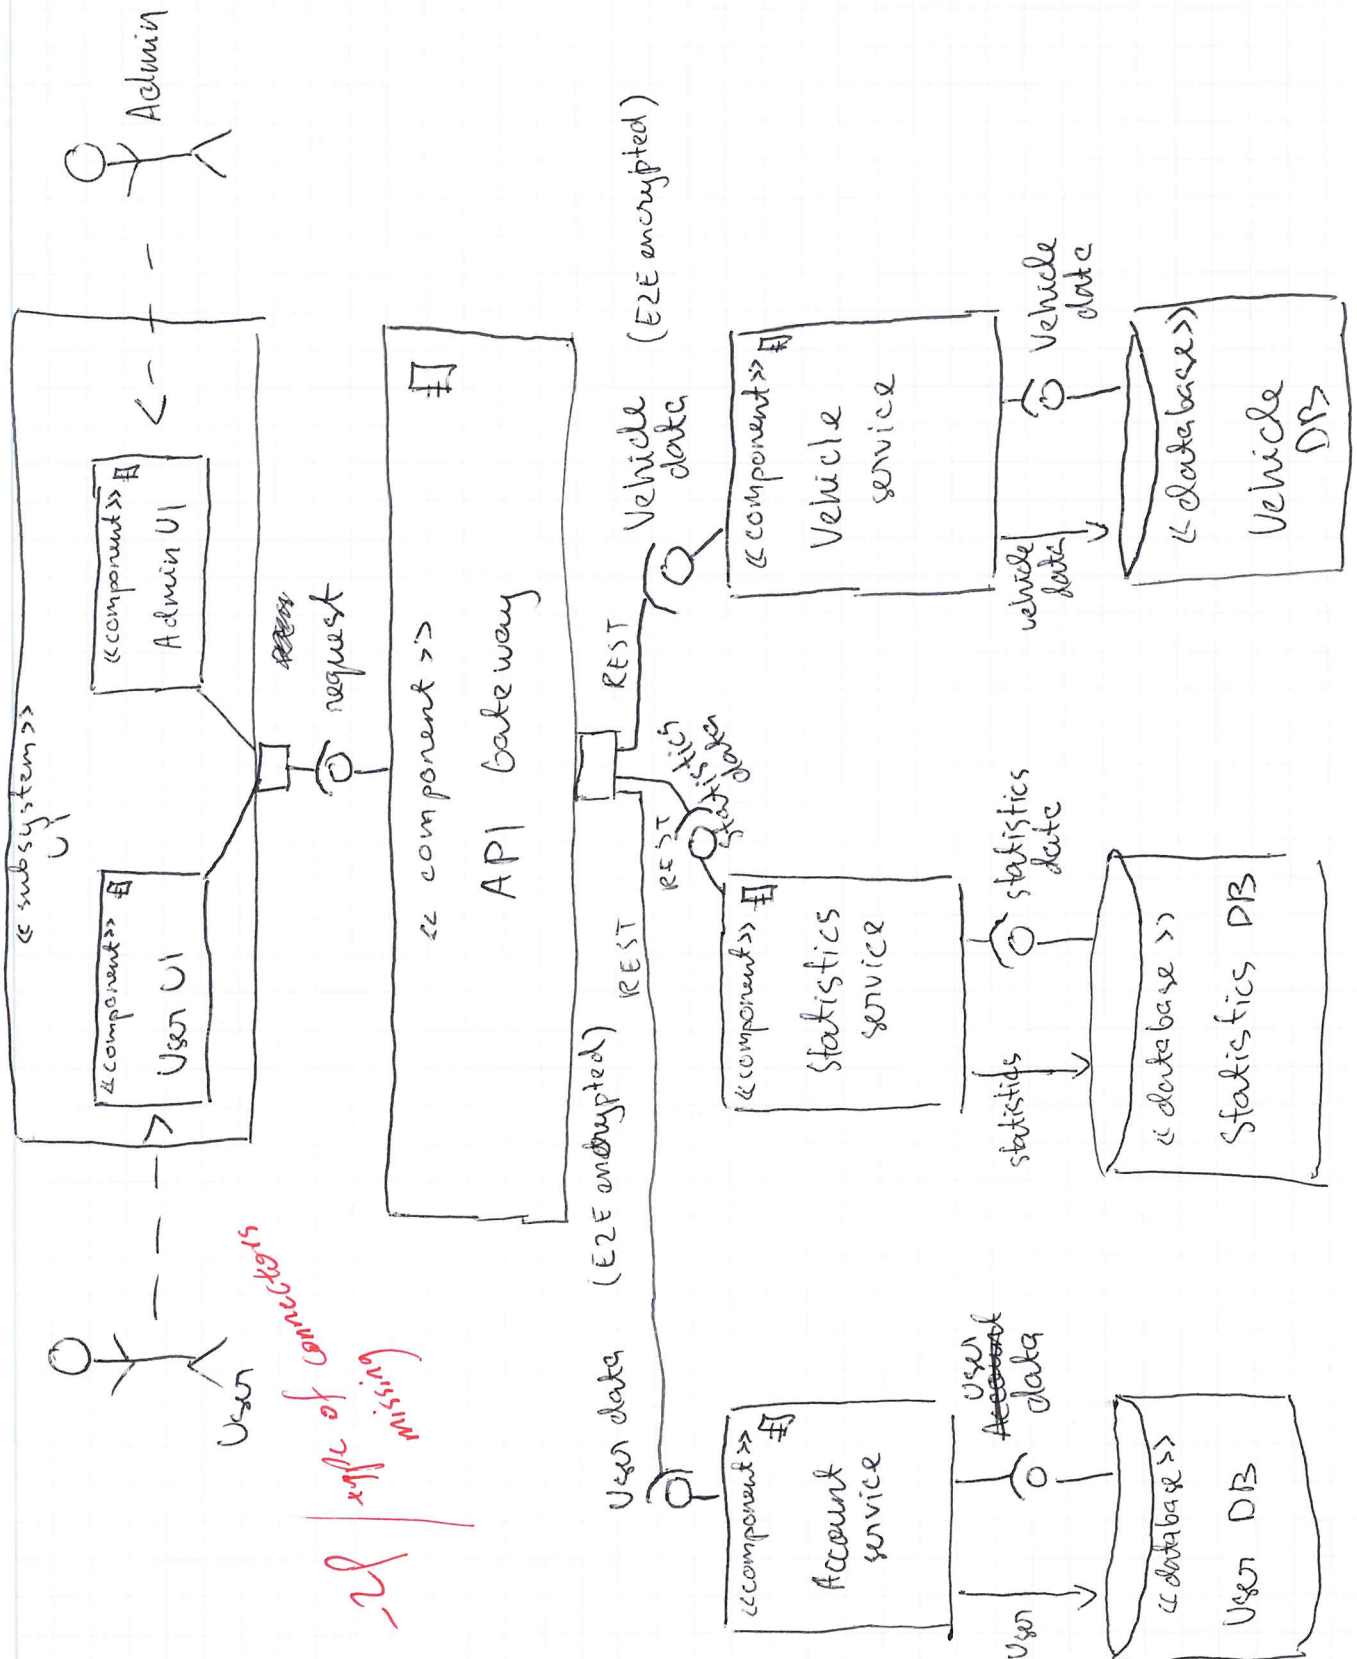 <<subsystem>>
UI
<<component>>
User UI
<<component>>
Admin UI
User
Admin
request
-2P
type of connectors
missing
<<component>>
API Gateway
User data
(E2E encrypted)
REST
REST
REST
statistics
statistics
data
Vehicle
data
(E2E encrypted)
<<component>>
Account
service
<<component>>
Statistics
service
<<component>>
Vehicle
service
User
User
Account
data
statistics
statistics
data
vehicle
data
Vehicle
data
<<database>>
User DB
<<database>>
Statistics DB
<<database>>
Vehicle
DB